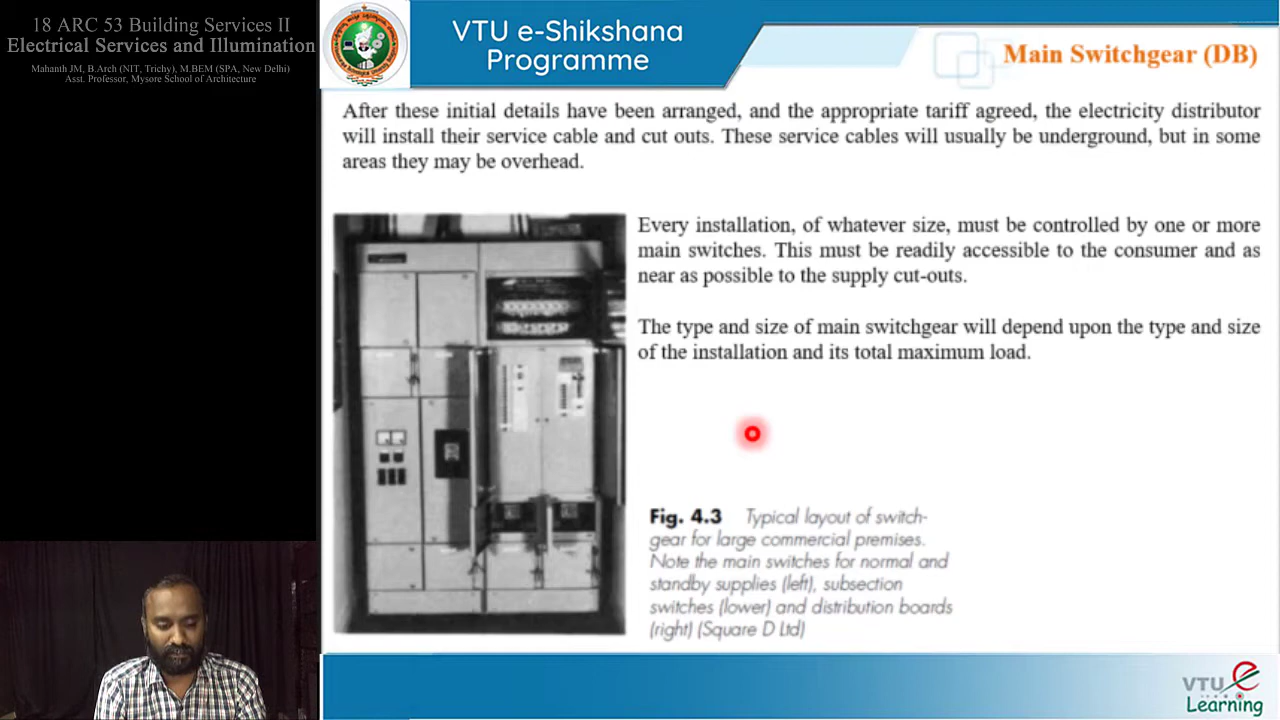 18 ARC 53 Building Services II
Electrical Services and Illumination
Mahanth JM, B.Arch (NIT, Trichy), M.BEM (SPA, New Delhi)
Asst. Professor, Mysore School of Architecture
VTU e-Shikshana
Programme
Main Switchgear (DB)
After these initial details have been arranged, and the appropriate tariff agreed, the electricity distributor
will install their service cable and cut outs. These service cables will usually be underground, but in some
areas they may be overhead.
Every installation, of whatever size, must be controlled by one or more
main switches. This must be readily accessible to the consumer and as
near as possible to the supply cut-outs.
The type and size of main switchgear will depend upon the type and size
of the installation and its total maximum load.
Fig. 4.3 Typical layout of switch-
gear for large commercial premises.
Note the main switches for normal and
standby supplies (left), subsection
switches (lower) and distribution boards
(right) (Square D Ltd)
VTU e
Learning